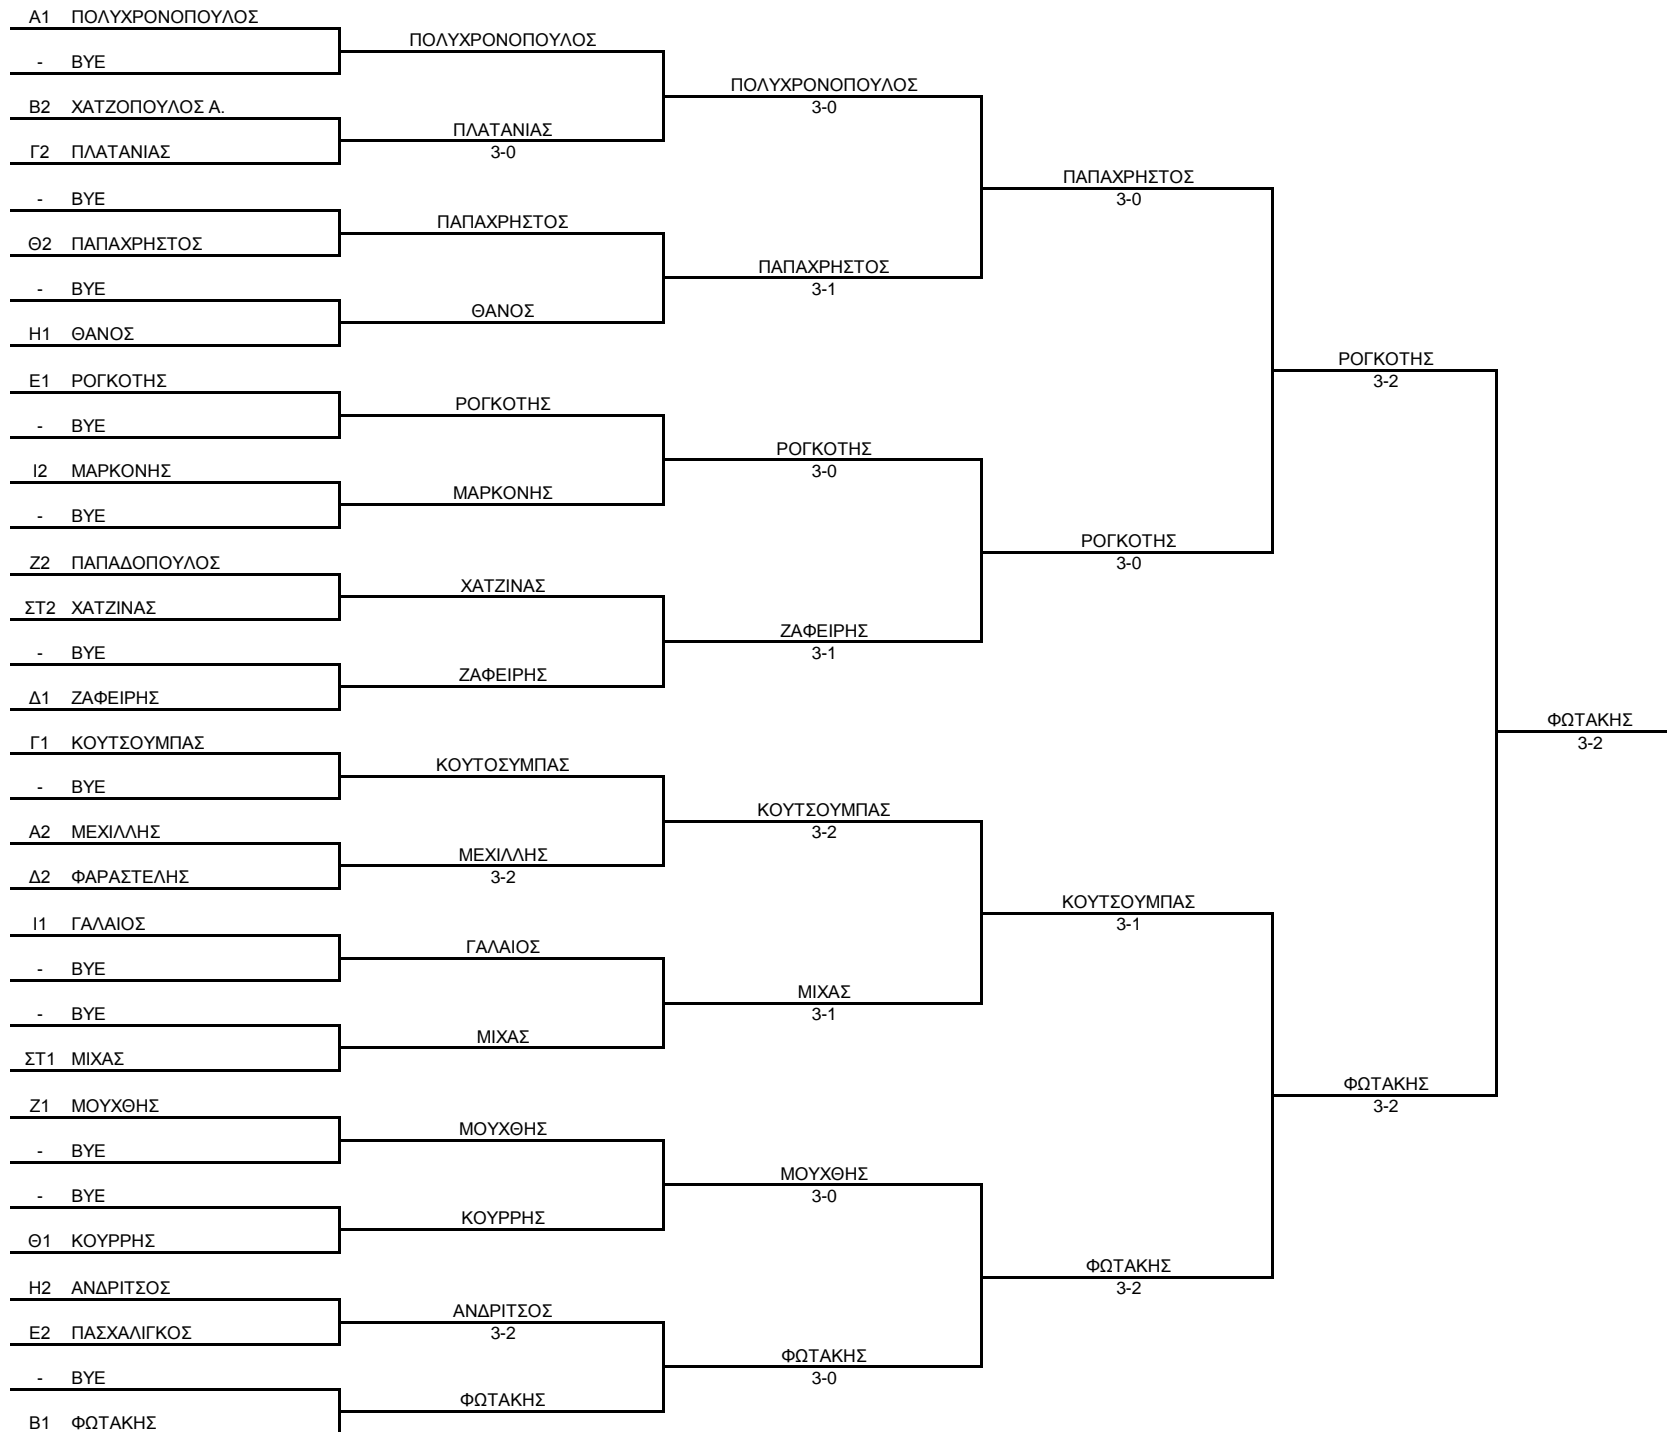 Α1 ΠΟΛΥΧΡΟΝΟΠΟΥΛΟΣ
ΠΟΛΥΧΡΟΝΟΠΟΥΛΟΣ
- BYE
ΠΟΛΥΧΡΟΝΟΠΟΥΛΟΣ
3-0
Β2 ΧΑΤΖΟΠΟΥΛΟΣ Α.
ΠΛΑΤΑΝΙΑΣ
3-0
Γ2 ΠΛΑΤΑΝΙΑΣ
ΠΑΠΑΧΡΗΣΤΟΣ
3-0
- BYE
ΠΑΠΑΧΡΗΣΤΟΣ
Θ2 ΠΑΠΑΧΡΗΣΤΟΣ
ΠΑΠΑΧΡΗΣΤΟΣ
3-1
- BYE
ΘΑΝΟΣ
Η1 ΘΑΝΟΣ
ΡΟΓΚΟΤΗΣ
3-2
Ε1 ΡΟΓΚΟΤΗΣ
ΡΟΓΚΟΤΗΣ
- BYE
ΡΟΓΚΟΤΗΣ
3-0
Ι2 ΜΑΡΚΟΝΗΣ
ΜΑΡΚΟΝΗΣ
- BYE
ΡΟΓΚΟΤΗΣ
3-0
Ζ2 ΠΑΠΑΔΟΠΟΥΛΟΣ
ΧΑΤΖΙΝΑΣ
ΣΤ2 ΧΑΤΖΙΝΑΣ
ΖΑΦΕΙΡΗΣ
3-1
- BYE
ΖΑΦΕΙΡΗΣ
Δ1 ΖΑΦΕΙΡΗΣ
ΦΩΤΑΚΗΣ
3-2
Γ1 ΚΟΥΤΣΟΥΜΠΑΣ
ΚΟΥΤΟΣΥΜΠΑΣ
- BYE
ΚΟΥΤΣΟΥΜΠΑΣ
3-2
Α2 ΜΕΧΙΛΛΗΣ
ΜΕΧΙΛΛΗΣ
3-2
Δ2 ΦΑΡΑΣΤΕΛΗΣ
ΚΟΥΤΣΟΥΜΠΑΣ
3-1
Ι1 ΓΑΛΑΙΟΣ
ΓΑΛΑΙΟΣ
- BYE
ΜΙΧΑΣ
3-1
- BYE
ΜΙΧΑΣ
ΣΤ1 ΜΙΧΑΣ
ΦΩΤΑΚΗΣ
3-2
Ζ1 ΜΟΥΧΘΗΣ
ΜΟΥΧΘΗΣ
- BYE
ΜΟΥΧΘΗΣ
3-0
- BYE
ΚΟΥΡΡΗΣ
Θ1 ΚΟΥΡΡΗΣ
ΦΩΤΑΚΗΣ
3-2
Η2 ΑΝΔΡΙΤΣΟΣ
ΑΝΔΡΙΤΣΟΣ
3-2
Ε2 ΠΑΣΧΑΛΙΓΚΟΣ
ΦΩΤΑΚΗΣ
3-0
- BYE
ΦΩΤΑΚΗΣ
Β1 ΦΩΤΑΚΗΣ